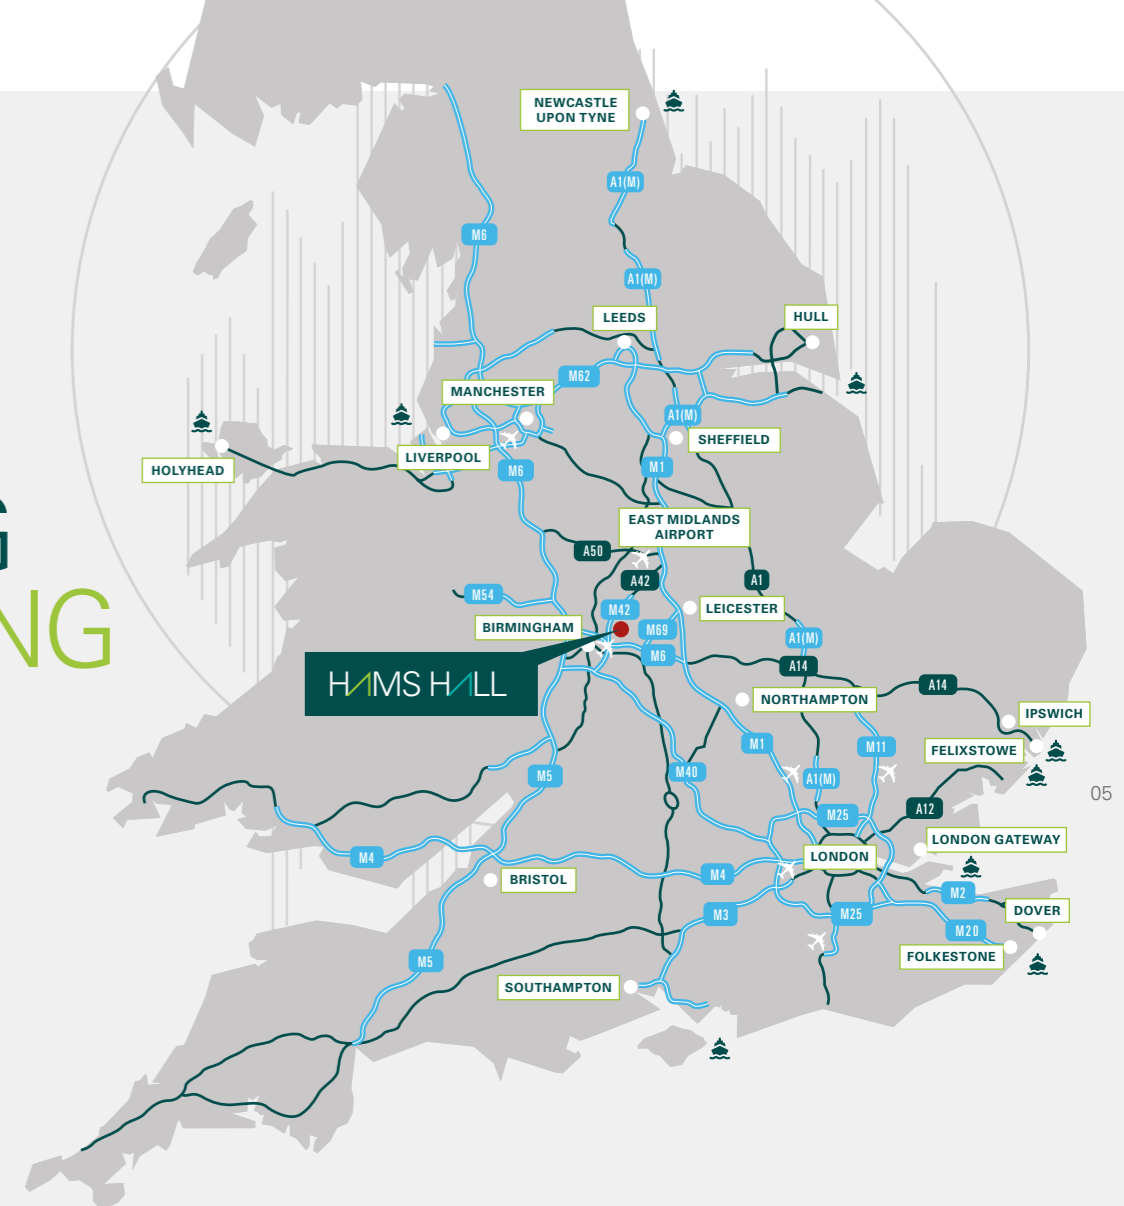 NEWCASTLE
UPON TYNE
A1(M)
M6
A1(M)
LEEDS
HULL
M62
MANCHESTER
A1(M)
SHEFFIELD
LIVERPOOL
HOLYHEAD
M6
M1
EAST MIDLANDS
AIRPORT
G
A50
A42
A1
M54
M42
LEICESTER
BIRMINGHAM
M69
A1(M)
NG
M6
A14
HAMS HALL
A14
NORTHAMPTON
IPSWICH
M1
M11
FELIXSTOWE
M5
M40
A1(M)
05
A12
M25
LONDON GATEWAY
M4
LONDON
M4
BRISTOL
M2
M3
M25
DOVER
M20
M5
FOLKESTONE
SOUTHAMPTON